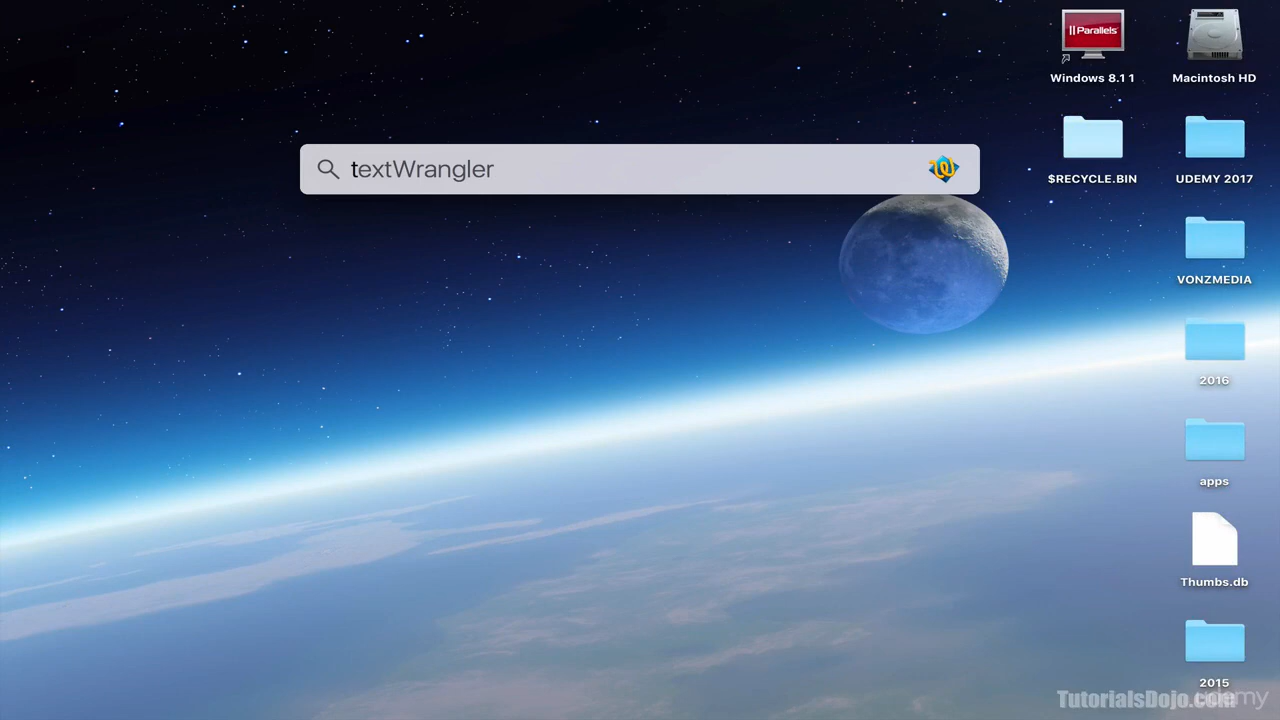 Parallels
Windows 8.1 1
Macintosh HD
textWrangler
$RECYCLE.BIN
UDEMY 2017
VONZMEDIA
2016
apps
Thumbs.db
2015
TutorialsDojo.com
udemy